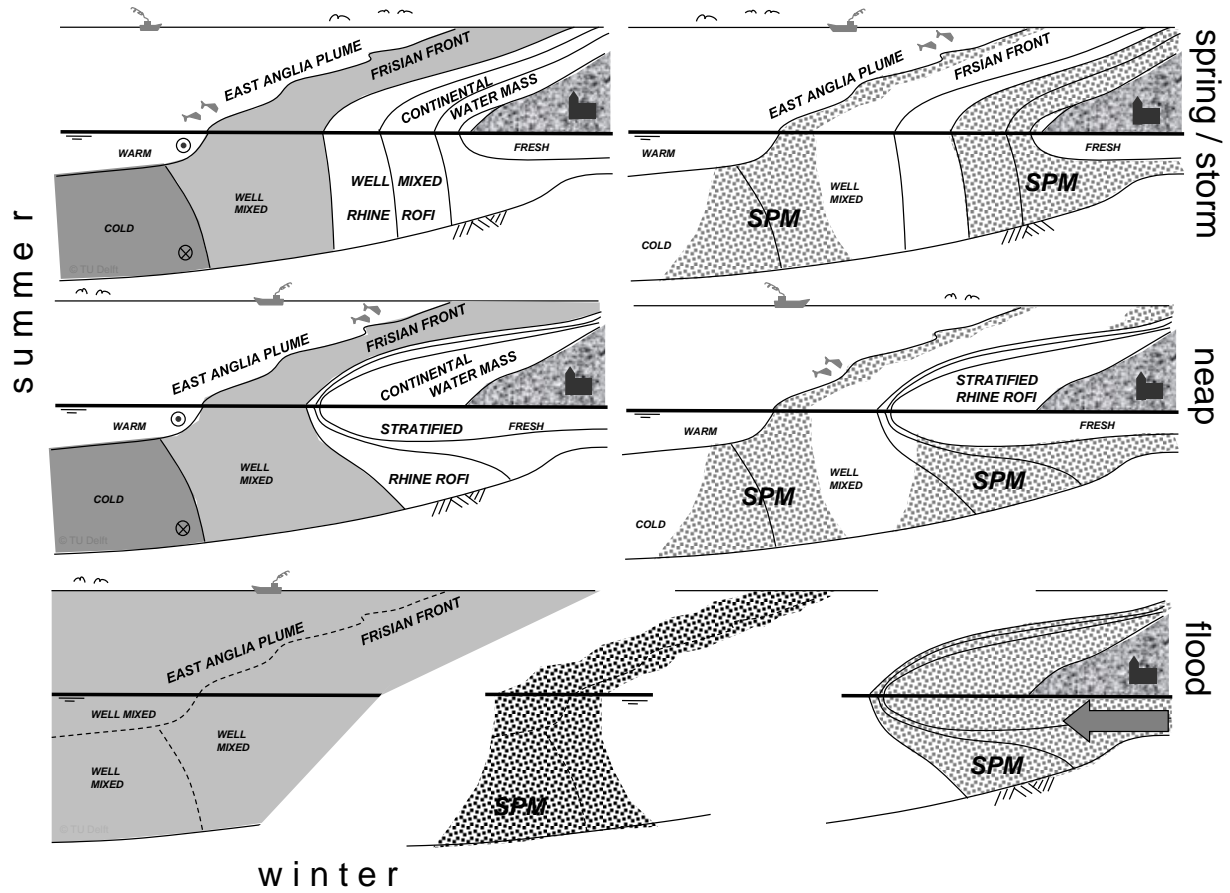 summer
EAST ANGLIA PLUME
FRiSIAN FRONT
CONTINENTAL
WATER MASS
WARM
FRESH
WELL MIXED
RHINE ROFI
WELL
MIXED
COLD
© TU Delft
spring / storm
EAST ANGLIA PLUME
FRSIAN FRONT
WARM
FRESH
SPM
WELL
MIXED
SPM
COLD
EAST ANGLIA PLUME
FRiSIAN FRONT
CONTINENTAL
WATER MASS
WARM
STRATIFIED
FRESH
WELL
MIXED
RHINE ROFI
COLD
© TU Delft
neap
STRATIFIED
RHINE ROFI
WARM
FRESH
WELL
MIXED
SPM
SPM
COLD
EAST ANGLIA PLUME
FRiSIAN FRONT
WELL MIXED
WELL
MIXED
WELL
MIXED
© TU Delft
SPM
flood
SPM
winter